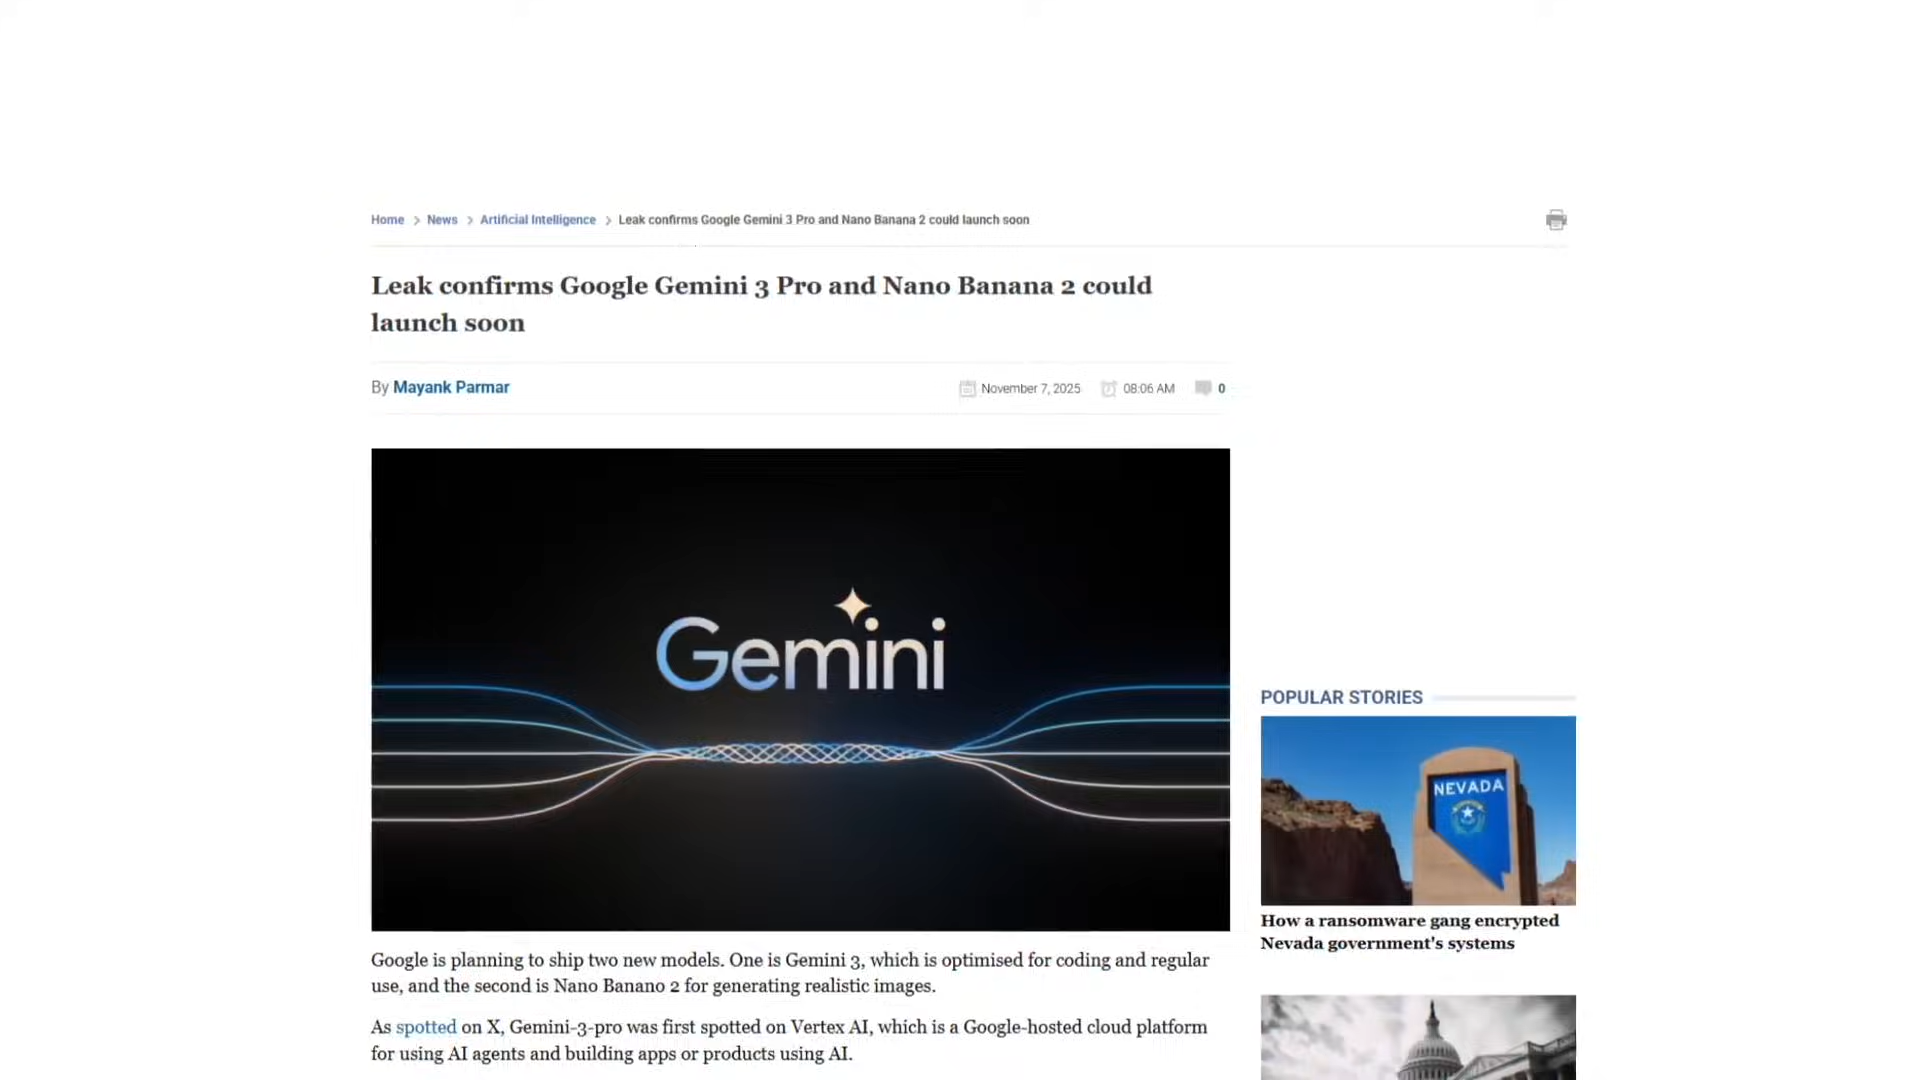 Home > News > Artificial Intelligence > Leak confirms Google Gemini 3 Pro and Nano Banana 2 could launch soon
Leak confirms Google Gemini 3 Pro and Nano Banana 2 could
launch soon
By Mayank Parmar
November 7, 2025
08:06 AM
0
Gemini
Google is planning to ship two new models. One is Gemini 3, which is optimised for coding and regular
use, and the second is Nano Banano 2 for generating realistic images.
As spotted on X, Gemini-3-pro was first spotted on Vertex AI, which is a Google-hosted cloud platform
for using AI agents and building apps or products using AI.
POPULAR STORIES
NEVADA
How a ransomware gang encrypted
Nevada government's systems